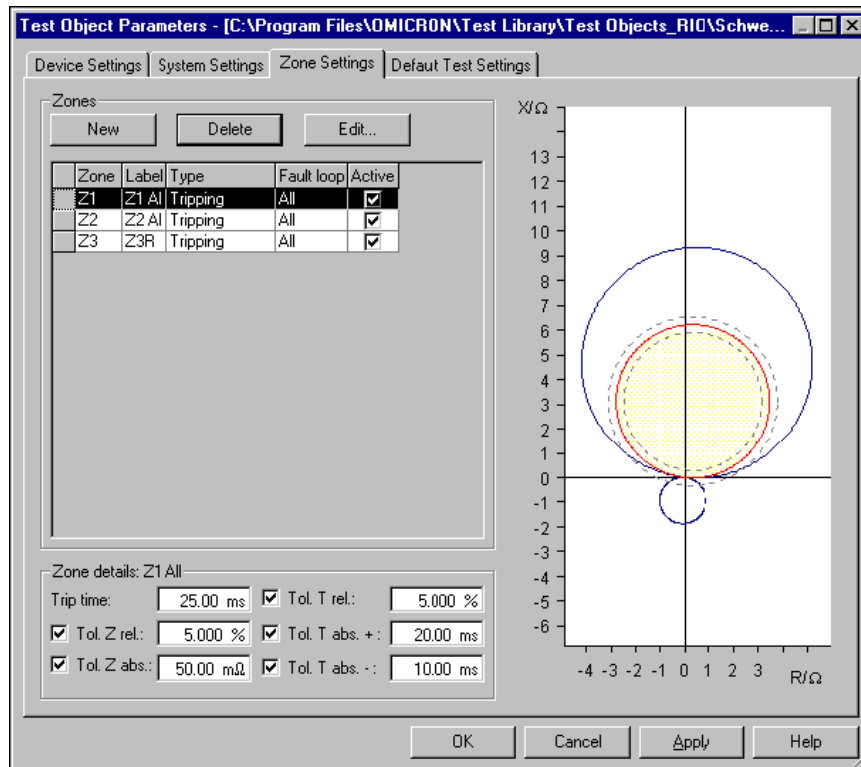 Test Object Parameters - [C:\Program Files\OMICRON\Test Library\Test Objects_RIO\Schwe...
Device Settings System Settings Zone Settings Defaut Test Settings
Zones
New Delete Edit...
Zone Label Type Fault loop Active
Z1 Z1 Al Tripping All
Z2 Z2 Al Tripping All
Z3 Z3R Tripping All
X/Ω
13
12
11
10
9
8
7
6
5
4
3
2
1
0
-1
-2
-3
-4
-5
-6
-4 -3 -2 -1 0 1 2 3
R/Ω
Zone details: Z1 All
Trip time: 25.00 ms Tol. T rel.: 5.000 %
Tol. Z rel.: 5.000 % Tol. T abs. + : 20.00 ms
Tol. Z abs.: 50.00 mΩ Tol. T abs. - : 10.00 ms
OK Cancel Apply Help